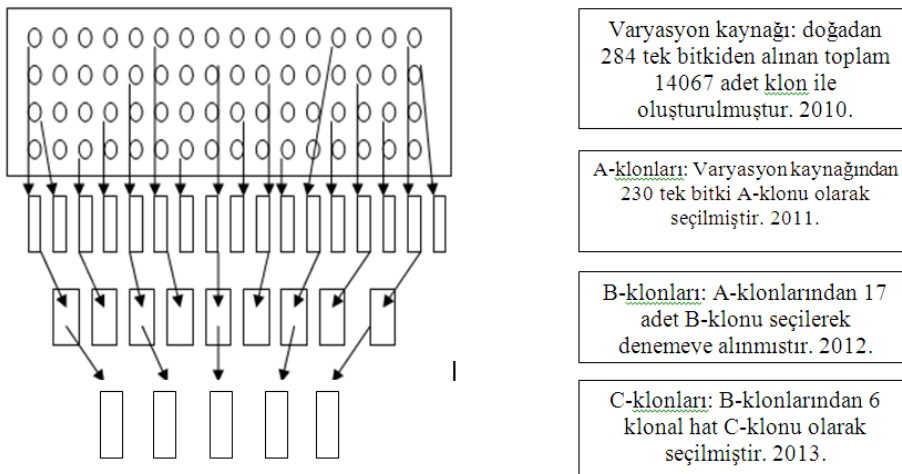 Varyasyon kaynağı: doğadan
284 tek bitkiden alınan toplam
14067 adet klon ile
oluşturulmuştur. 2010.
A-klonları: Varyasyon kaynağından
230 tek bitki A-klonu olarak
seçilmiştir. 2011.
B-klonları: A-klonlarından 17
adet B-klonu seçilerek
denemeye alınmıştır. 2012.
C-klonları: B-klonlarından 6
klonal hat C-klonu olarak
seçilmiştir. 2013.